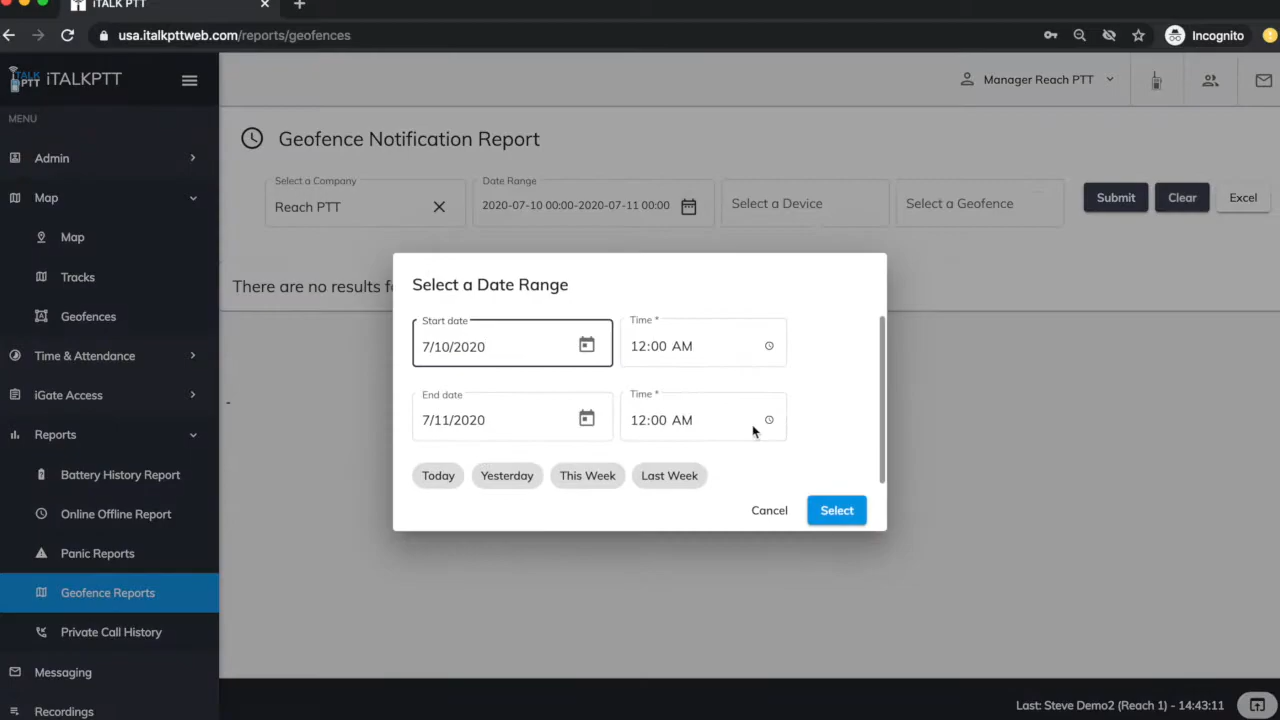 iTALK PTT
usa.italkpttweb.com/reports/geofences
Incognito
iTALKPTT
Manager Reach PTT
MENU
Admin
Map
Map
Tracks
Geofences
Time & Attendance
iGate Access
Reports
Battery History Report
Online Offline Report
Panic Reports
Geofence Reports
Private Call History
Messaging
Recordings
Geofence Notification Report
Select a Company
Reach PTT
Date Range
2020-07-10 00:00-2020-07-11 00:00
Select a Device
Select a Geofence
Submit
Clear
Excel
There are no results f
Select a Date Range
Start date
7/10/2020
Time *
12:00 AM
End date
7/11/2020
Time *
12:00 AM
Today
Yesterday
This Week
Last Week
Cancel
Select
-
Last: Steve Demo2 (Reach 1) - 14:43:11